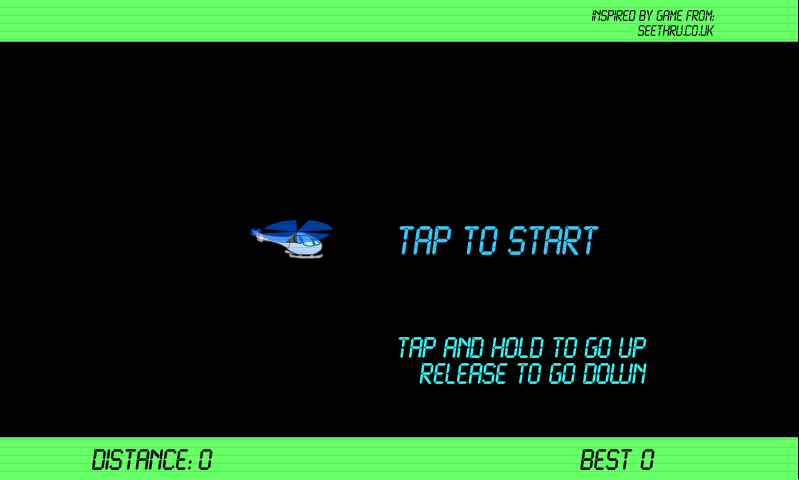 INSPIRED BY GAME FROM:
SEETHRU.CO.UK
TAP TO START
TAP AND HOLD TO GO UP
RELEASE TO GO DOWN
DISTANCE: 0
BEST 0